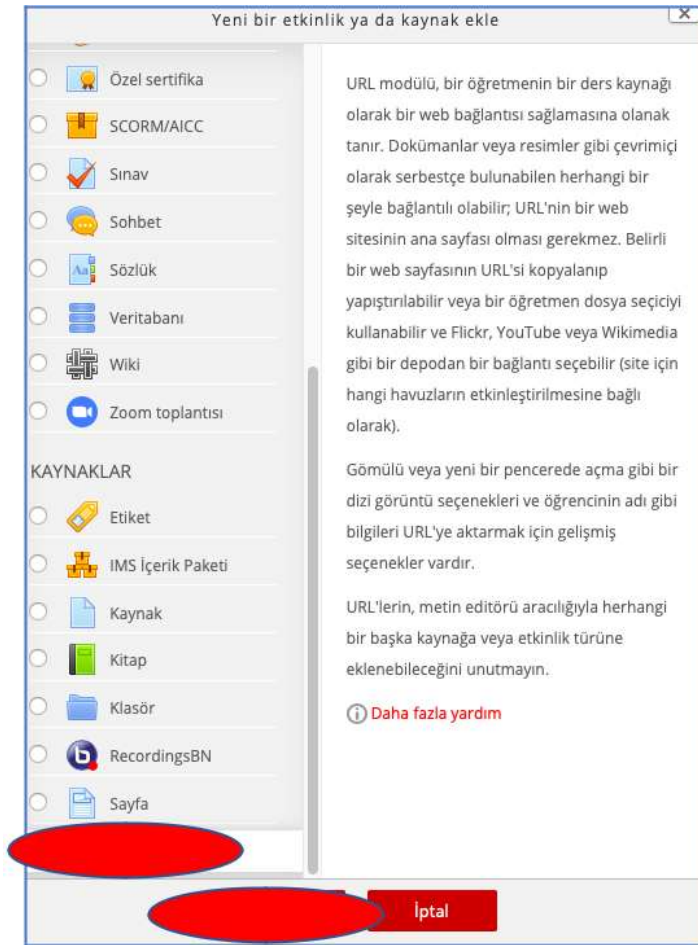 Yeni bir etkinlik ya da kaynak ekle
Özel sertifika
SCORM/AICC
Sınav
Sohbet
Sözlük
Veritabanı
Wiki
Zoom toplantısı
KAYNAKLAR
Etiket
IMS İçerik Paketi
Kaynak
Kitap
Klasör
RecordingsBN
Sayfa
URL modülü, bir öğretmenin bir ders kaynağı
olarak bir web bağlantısı sağlamasına olanak
tanır. Dokümanlar veya resimler gibi çevrimiçi
olarak serbestçe bulunabilen herhangi bir
şeyle bağlantılı olabilir; URL'nin bir web
sitesinin ana sayfası olması gerekmez. Belirli
bir web sayfasının URL'si kopyalanıp
yapıştırılabilir veya bir öğretmen dosya seçiciyi
kullanabilir ve Flickr, YouTube veya Wikimedia
gibi bir depodan bir bağlantı seçebilir (site için
hangi havuzların etkinleştirilmesine bağlı
olarak).
Gömülü veya yeni bir pencerede açma gibi bir
dizi görüntü seçenekleri ve öğrencinin adı gibi
bilgileri URL'ye aktarmak için gelişmiş
seçenekler vardır.
URL'lerin, metin editörü aracılığıyla herhangi
bir başka kaynağa veya etkinlik türüne
eklenebileceğini unutmayın.
Daha fazla yardım
İptal